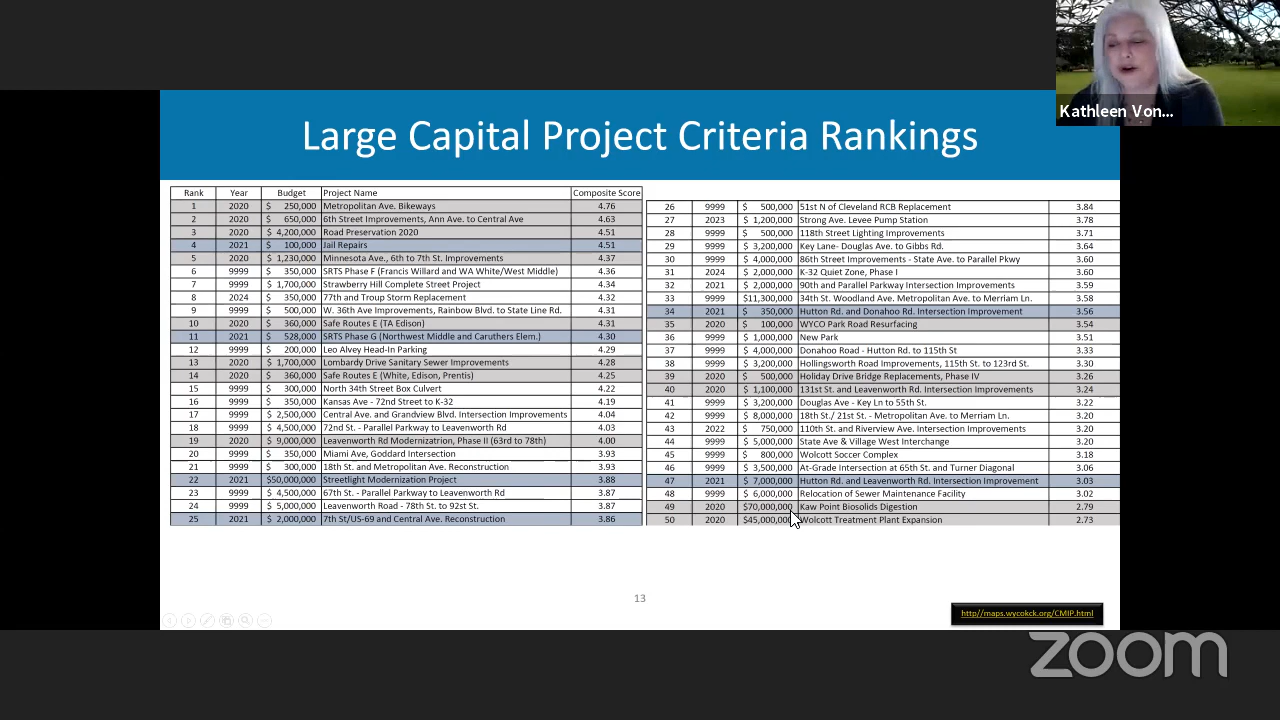 Kathleen Von...
Large Capital Project Criteria Rankings
Rank Year Budget Project Name Composite Score
1 2020 $ 250,000 Metropolitan Ave. Bikeways 4.76
2 2020 $ 650,000 6th Street Improvements, Ann Ave. to Central Ave 4.63
3 2020 $ 4,200,000 Road Preservation 2020 4.51
4 2021 $ 100,000 Jail Repairs 4.51
5 2020 $ 1,230,000 Minnesota Ave., 6th to 7th St. Improvements 4.37
6 9999 $ 350,000 SRTS Phase F (Francis Willard and WA White/West Middle) 4.36
7 9999 $ 1,700,000 Strawberry Hill Complete Street Project 4.34
8 2024 $ 350,000 77th and Troup Storm Replacement 4.32
9 9999 $ 500,000 W. 36th Ave Improvements, Rainbow Blvd. to State Line Rd. 4.31
10 2020 $ 360,000 Safe Routes E (TA Edison) 4.31
11 2021 $ 528,000 SRTS Phase G (Northwest Middle and Caruthers Elem.) 4.30
12 9999 $ 200,000 Leo Alvey Head-In Parking 4.29
13 2020 $ 1,700,000 Lombardy Drive Sanitary Sewer Improvements 4.28
14 2020 $ 360,000 Safe Routes E (White, Edison, Prentis) 4.25
15 9999 $ 300,000 North 34th Street Box Culvert 4.22
16 9999 $ 350,000 Kansas Ave - 72nd Street to K-32 4.19
17 9999 $ 2,500,000 Central Ave. and Grandview Blvd. Intersection Improvements 4.04
18 9999 $ 4,500,000 72nd St. - Parallel Parkway to Leavenworth Rd 4.03
19 2020 $ 9,000,000 Leavenworth Rd Modernizatrion, Phase II (63rd to 78th) 4.00
20 9999 $ 350,000 Miami Ave, Goddard Intersection 3.93
21 9999 $ 300,000 18th St. and Metropolitan Ave. Reconstruction 3.93
22 2021 $50,000,000 Streetlight Modernization Project 3.88
23 9999 $ 4,500,000 67th St. - Parallel Parkway to Leavenworth Rd 3.87
24 9999 $ 5,000,000 Leavenworth Road - 78th St. to 92st St. 3.87
25 2021 $ 2,000,000 7th St/US-69 and Central Ave. Reconstruction 3.86
26 9999 $ 500,000 51st N of Cleveland RCB Replacement 3.84
27 2023 $ 1,200,000 Strong Ave. Levee Pump Station 3.78
28 9999 $ 500,000 118th Street Lighting Improvements 3.71
29 9999 $ 3,200,000 Key Lane- Douglas Ave. to Gibbs Rd. 3.64
30 9999 $ 4,000,000 86th Street Improvements - State Ave to Parallel Pkwy 3.60
31 2024 $ 2,000,000 K-32 Quiet Zone, Phase I 3.60
32 2021 $ 2,000,000 90th and Parallel Parkway Intersection Improvements 3.59
33 9999 $11,300,000 34th St. Woodland Ave. Metropolitan Ave. to Merriam Ln. 3.58
34 2021 $ 350,000 Hutton Rd. and Donahoo Rd. Intersection Improvement 3.56
35 2020 $ 100,000 WYCO Park Road Resurfacing 3.54
36 9999 $ 1,000,000 New Park 3.51
37 9999 $ 4,000,000 Donahoo Road - Hutton Rd. to 115th St 3.33
38 9999 $ 3,200,000 Hollingsworth Road Improvements, 115th St. to 123rd St. 3.30
39 2020 $ 500,000 Holiday Drive Bridge Replacements, Phase IV 3.26
40 2020 $ 1,100,000 131st St. and Leavenworth Rd. Intersection Improvements 3.24
41 9999 $ 3,200,000 Douglas Ave - Key Ln to 55th St. 3.22
42 9999 $ 8,000,000 18th St./ 21st St. - Metropolitan Ave. to Merriam Ln. 3.20
43 2022 $ 750,000 110th St. and Riverview Ave. Intersection Improvements 3.20
44 9999 $ 5,000,000 State Ave & Village West Interchange 3.20
45 9999 $ 800,000 Wolcott Soccer Complex 3.18
46 9999 $ 3,500,000 At-Grade Intersection at 65th St. and Turner Diagonal 3.06
47 2021 $ 7,000,000 Hutton Rd. and Leavenworth Rd. Intersection Improvement 3.03
48 9999 $ 6,000,000 Relocation of Sewer Maintenance Facility 3.02
49 2020 $70,000,000 Kaw Point Biosolids Digestion 2.79
50 2020 $45,000,000 Wolcott Treatment Plant Expansion 2.73
13
http//maps.wycokck.org/CMIP.html
zoom